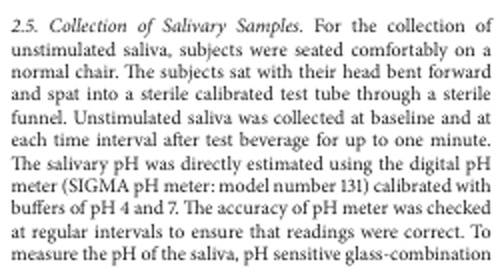 2.5. Collection of Salivary Samples. For the collection of
unstimulated saliva, subjects were seated comfortably on a
normal chair. The subjects sat with their head bent forward
and spat into a sterile calibrated test tube through a sterile
funnel. Unstimulated saliva was collected at baseline and at
each time interval after test beverage for up to one minute.
The salivary pH was directly estimated using the digital pH
meter (SIGMA pH meter: model number 131) calibrated with
buffers of pH 4 and 7. The accuracy of pH meter was checked
at regular intervals to ensure that readings were correct. To
measure the pH of the saliva, pH sensitive glass-combination